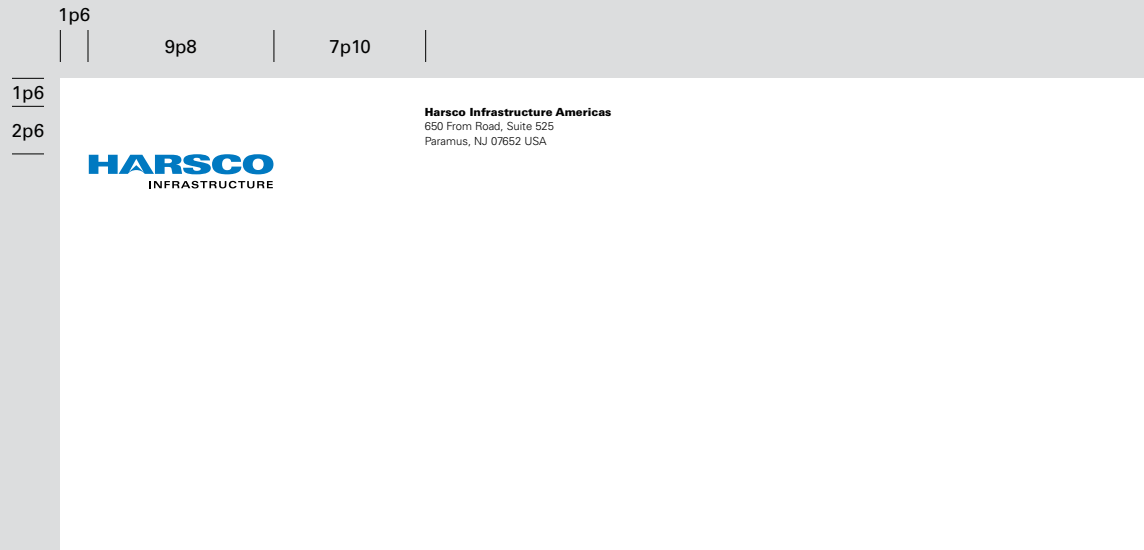 1p6
9p8 7p10
1p6
Harsco Infrastructure Americas
650 From Road, Suite 525
2p6
Paramus, NJ 07652 USA
HARSCO
INFRASTRUCTURE